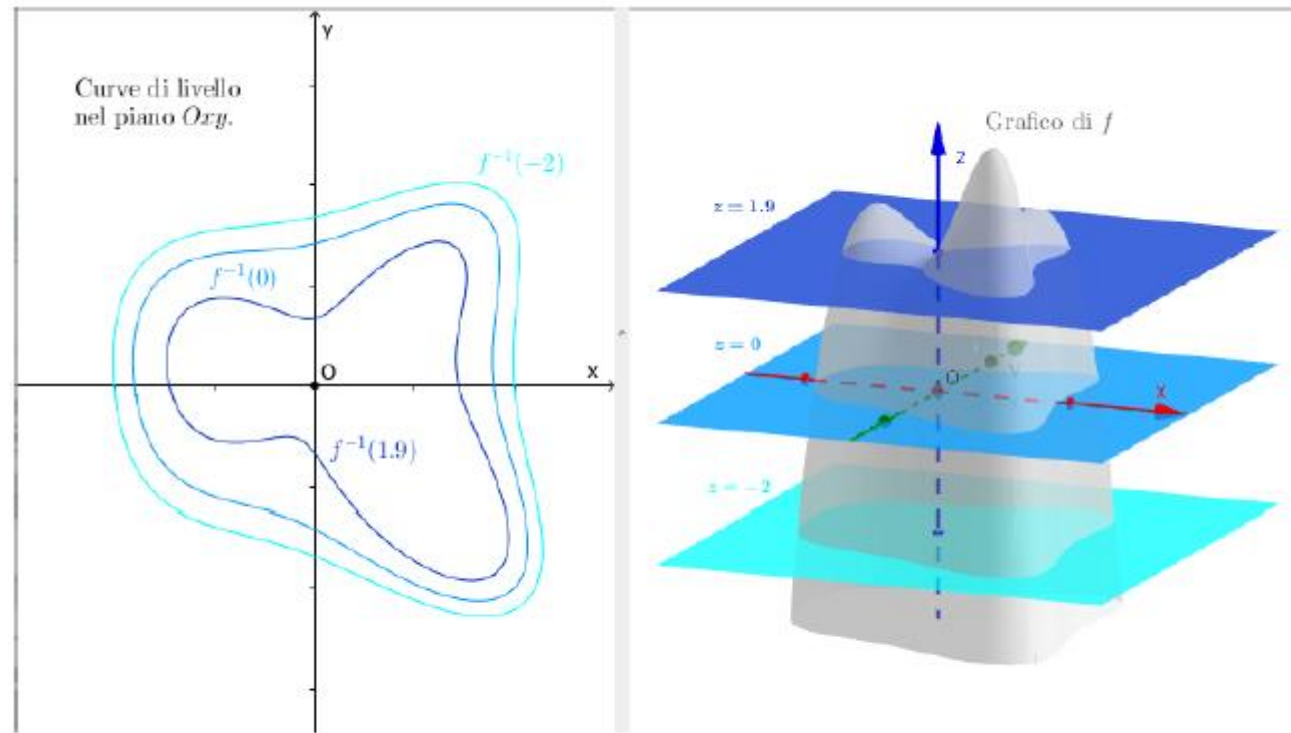 Y
Curve di livello
nel piano Oxy.
f⁻¹(−2)
f⁻¹(0)
O
X
f⁻¹(1.9)
Grafico di f
Z
z = 1.9
z = 0
O
X
z = −2